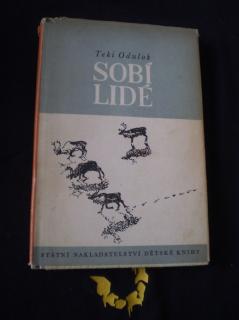 Teki Odulok
SOBÍ
LIDÉ
STÁTNÍ NAKLADATELSTVÍ DĚTSKÉ KNIHY